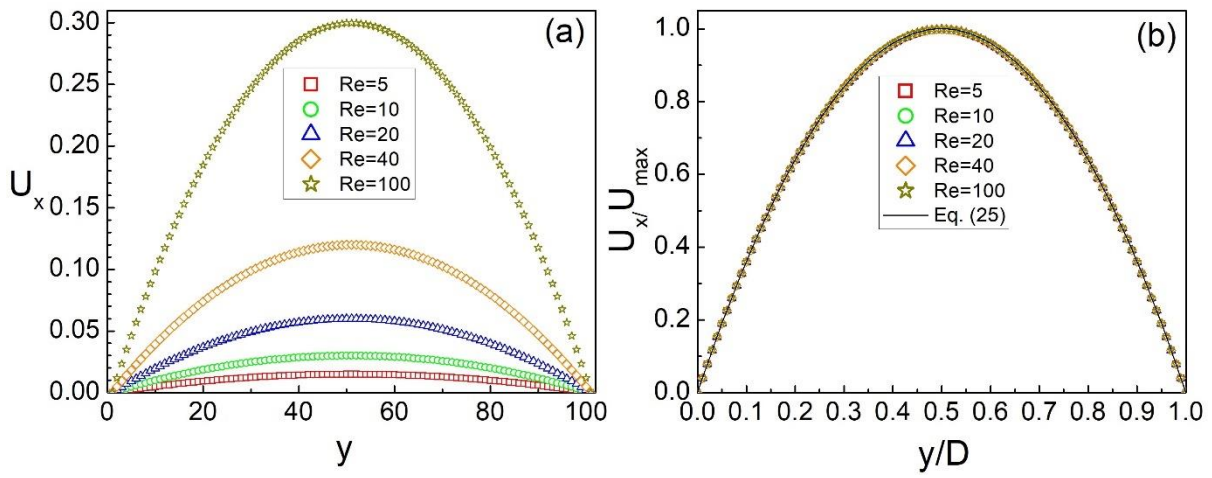 (a)
0.30
0.25
0.20
0.15
0.10
0.05
0.00
U_x
Re=5
Re=10
Re=20
Re=40
Re=100
0 20 40 60 80 100
y
(b)
1.0
0.8
0.6
0.4
0.2
0.0
U_x/U_max
Re=5
Re=10
Re=20
Re=40
Re=100
Eq. (25)
0.0 0.1 0.2 0.3 0.4 0.5 0.6 0.7 0.8 0.9 1.0
y/D